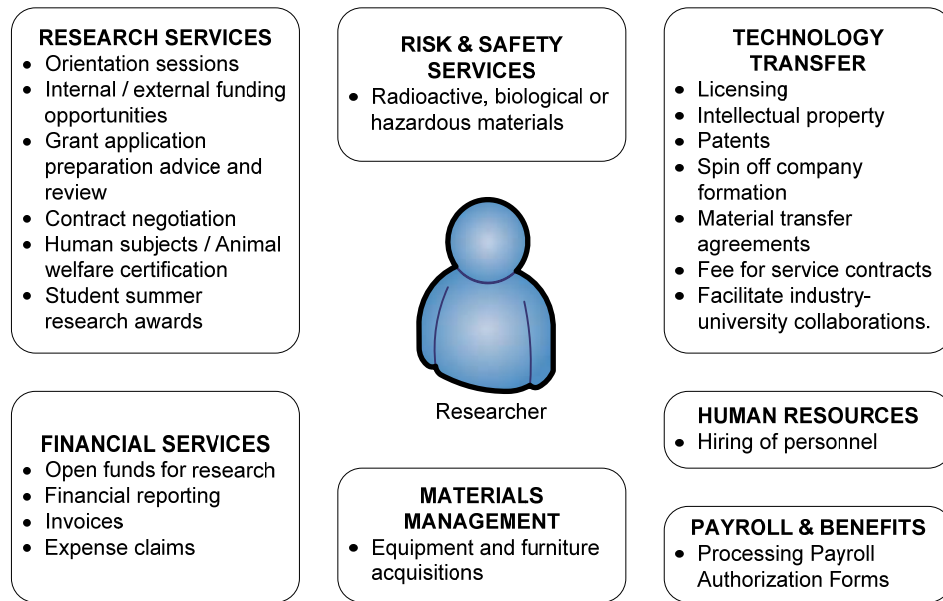 RESEARCH SERVICES
• Orientation sessions
• Internal / external funding
opportunities
• Grant application
preparation advice and
review
• Contract negotiation
• Human subjects / Animal
welfare certification
• Student summer
research awards
RISK & SAFETY
SERVICES
• Radioactive, biological or
hazardous materials
TECHNOLOGY
TRANSFER
• Licensing
• Intellectual property
• Patents
• Spin off company
formation
• Material transfer
agreements
• Fee for service contracts
• Facilitate industry-
university collaborations.
Researcher
FINANCIAL SERVICES
• Open funds for research
• Financial reporting
• Invoices
• Expense claims
MATERIALS
MANAGEMENT
• Equipment and furniture
acquisitions
HUMAN RESOURCES
• Hiring of personnel
PAYROLL & BENEFITS
• Processing Payroll
Authorization Forms